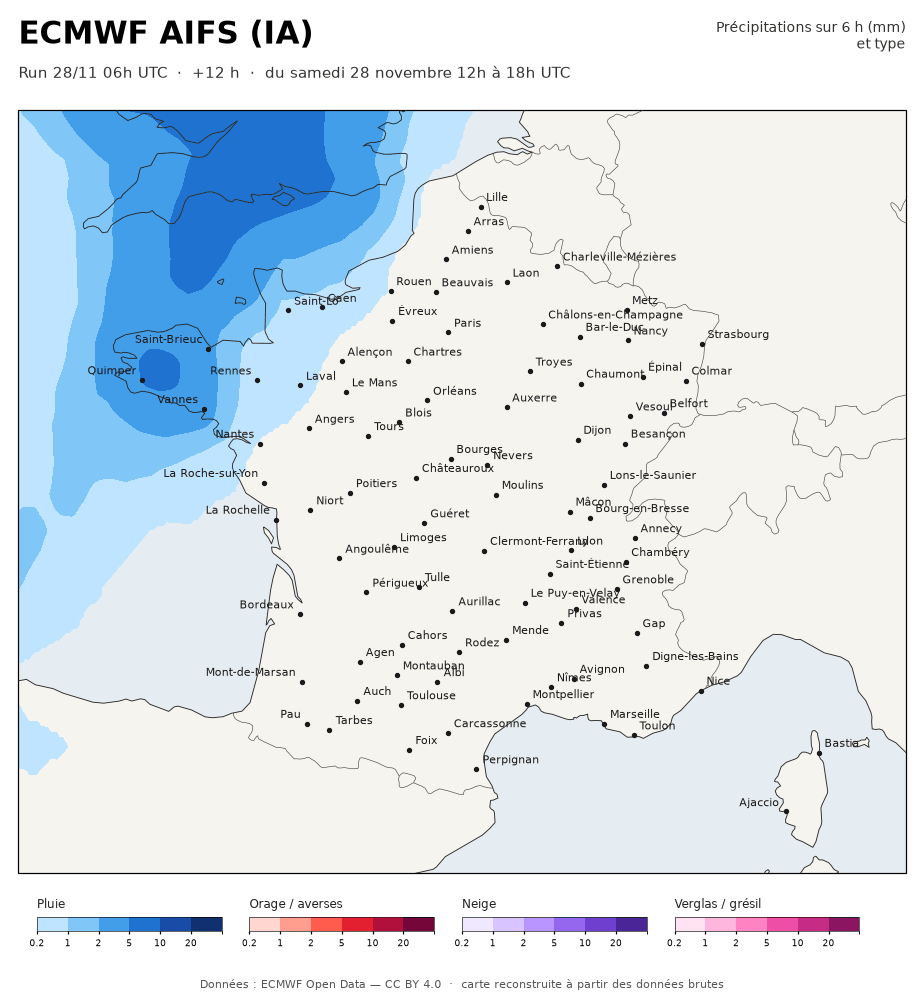 ECMWF AIFS (IA)
Précipitations sur 6 h (mm)
et type
Run 28/11 06h UTC · +12 h · du samedi 28 novembre 12h à 18h UTC
Lille
Arras
Amiens
Charleville-Mézières
Laon
Rouen
Beauvais
Saint-Lô
Caen
Metz
Évreux
Châlons-en-Champagne
Paris
Bar-le-Duc
Nancy
Strasbourg
Saint-Brieuc
Alençon
Chartres
Troyes
Quimper
Rennes
Laval
Le Mans
Chaumont
Épinal
Colmar
Orléans
Vannes
Auxerre
Vesoul
Belfort
Blois
Angers
Tours
Nantes
Dijon
Besançon
Bourges
Nevers
La Roche-sur-Yon
Châteauroux
Lons-le-Saunier
Poitiers
Moulins
Niort
Mâcon
La Rochelle
Bourg-en-Bresse
Guéret
Annecy
Limoges
Clermont-Ferrand
Lyon
Angoulême
Chambéry
Saint-Étienne
Périgueux
Tulle
Grenoble
Le Puy-en-Velay
Valence
Bordeaux
Aurillac
Privas
Gap
Mende
Cahors
Rodez
Agen
Digne-les-Bains
Mont-de-Marsan
Montauban
Albi
Avignon
Nîmes
Nice
Auch
Toulouse
Montpellier
Pau
Tarbes
Carcassonne
Marseille
Toulon
Foix
Bastia
Perpignan
Ajaccio
Pluie
Orage / averses
Neige
Verglas / grésil
0.2 1 2 5 10 20
0.2 1 2 5 10 20
0.2 1 2 5 10 20
0.2 1 2 5 10 20
Données : ECMWF Open Data — CC BY 4.0 · carte reconstruite à partir des données brutes